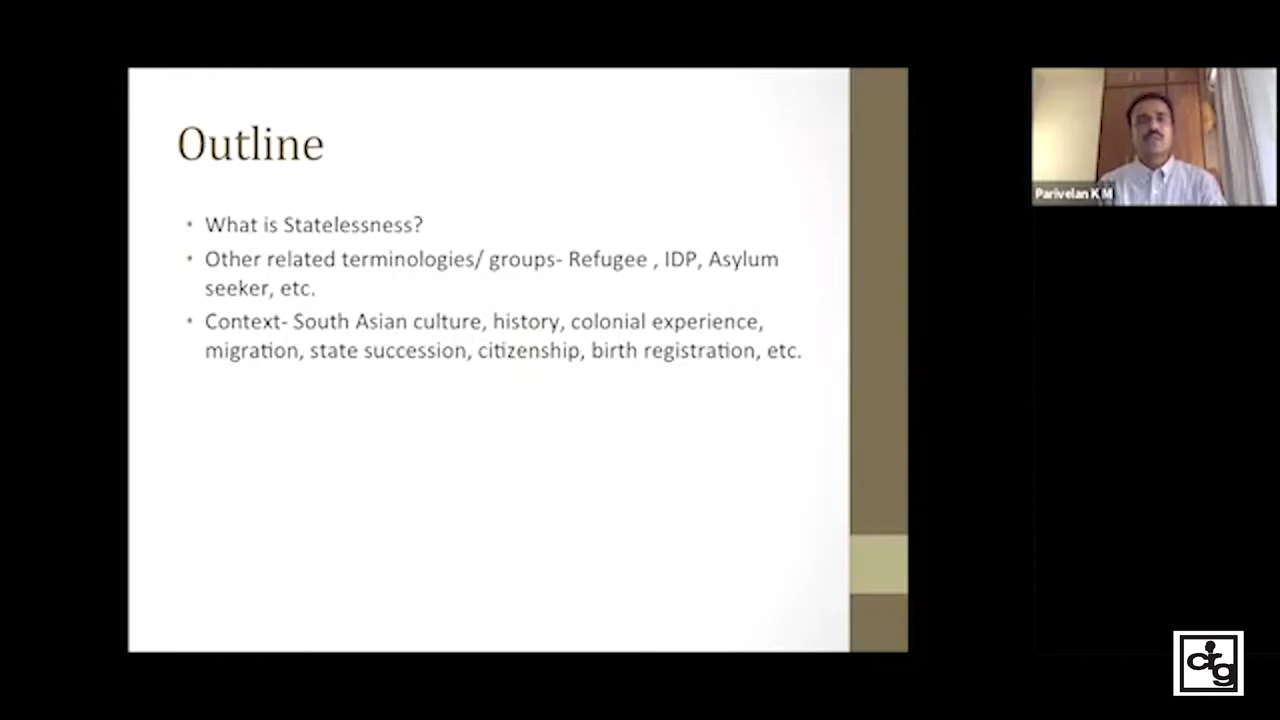 Outline
• What is Statelessness?
• Other related terminologies/ groups- Refugee , IDP, Asylum
seeker, etc.
• Context- South Asian culture, history, colonial experience,
migration, state succession, citizenship, birth registration, etc.
Parivelan K M
crg